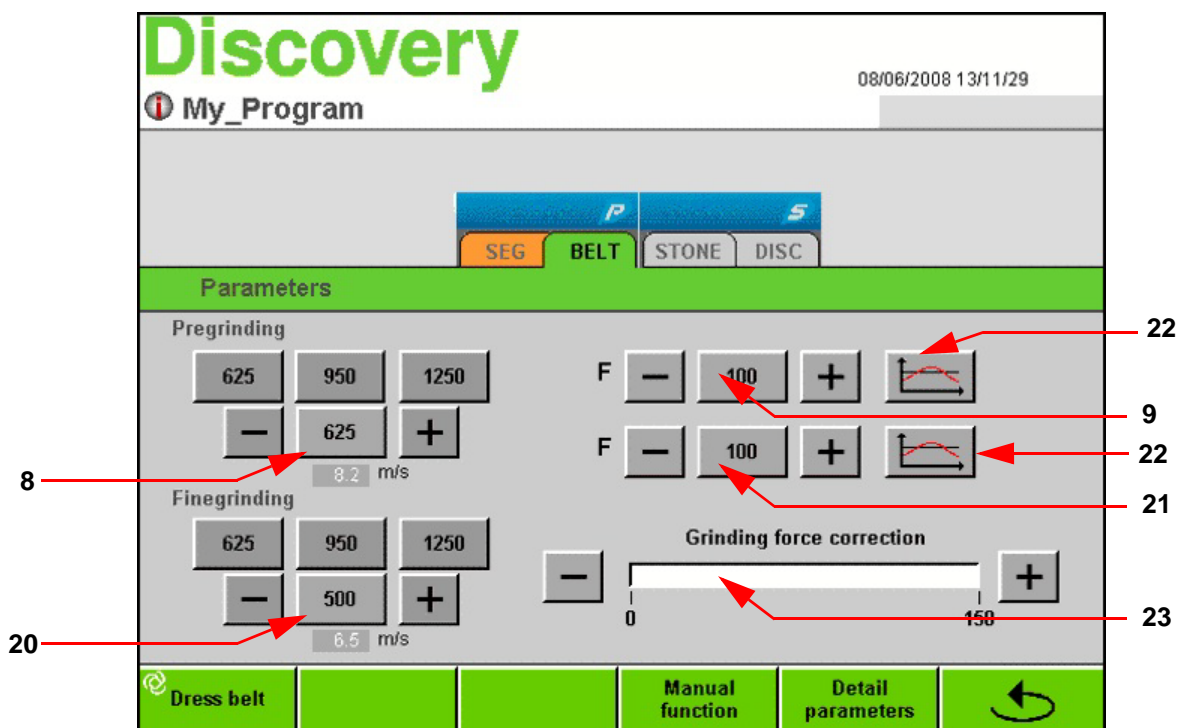 Discovery
08/06/2008 13/11/29
My_Program
P S
SEG BELT STONE DISC
Parameters
Pregrinding
22
625 950 1250 F − 100 +
9
− 625 + F − 100 + 22
8
8.2 m/s
21
Finegrinding
625 950 1250 Grinding force correction
− +
− 500 +
0 150
23
20
6.5 m/s
Dress belt Manual function Detail parameters